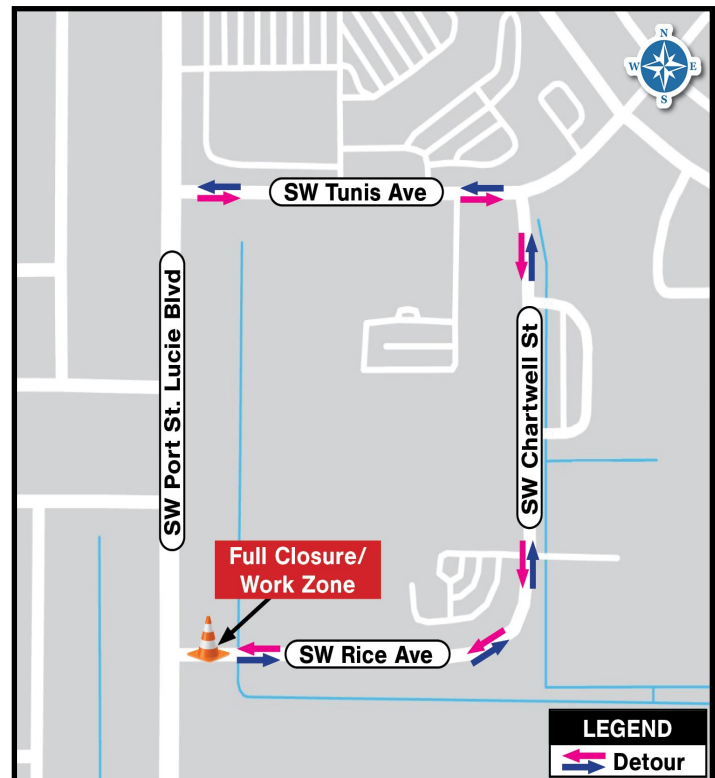 N
W E
S
SW Tunis Ave
SW Port St. Lucie Blvd
SW Chartwell St
Full Closure/
Work Zone
SW Rice Ave
LEGEND
Detour